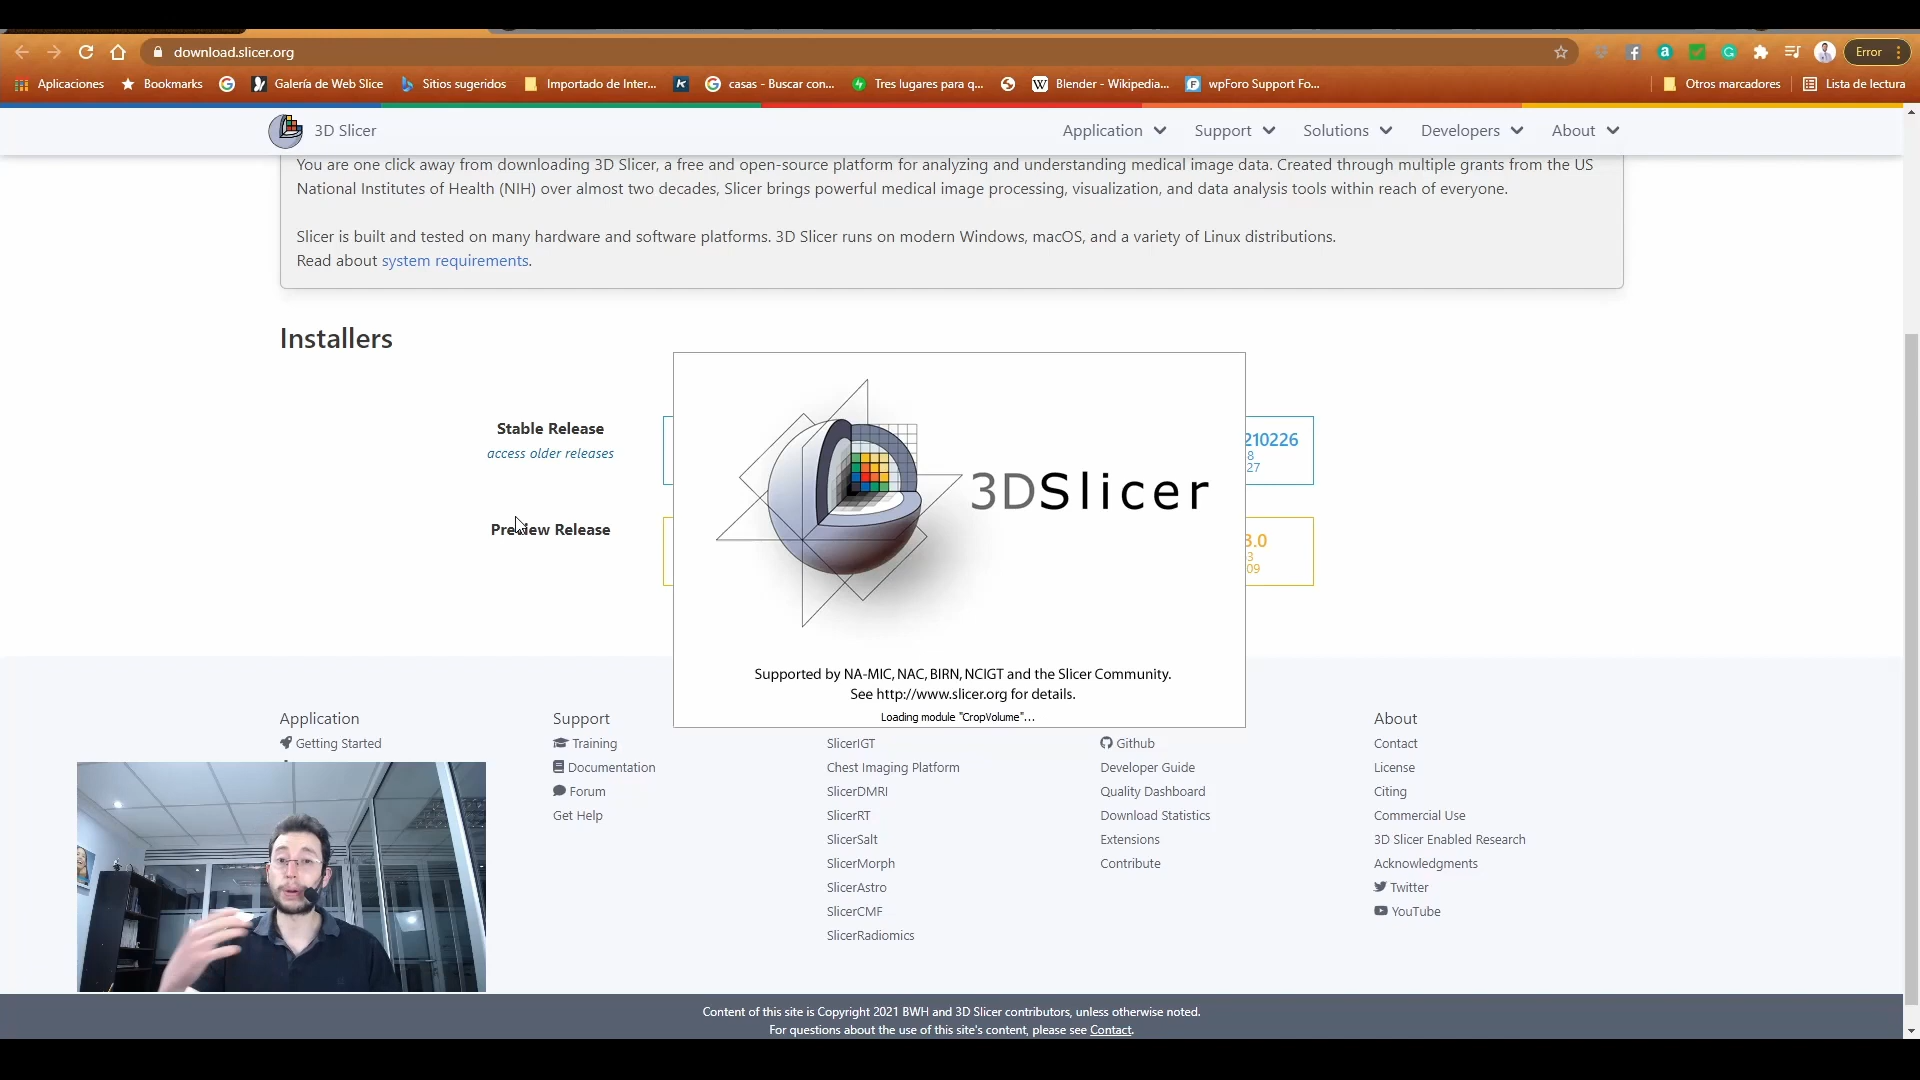 download.slicer.org
Error
Aplicaciones
Bookmarks
Galería de Web Slice
Sitios sugeridos
Importado de Inter...
casas - Buscar con...
Tres lugares para q...
Blender - Wikipedia...
wpForo Support Fo...
Otros marcadores
Lista de lectura
3D Slicer
Application
Support
Solutions
Developers
About
You are one click away from downloading 3D Slicer, a free and open-source platform for analyzing and understanding medical image data. Created through multiple grants from the US
National Institutes of Health (NIH) over almost two decades, Slicer brings powerful medical image processing, visualization, and data analysis tools within reach of everyone.
Slicer is built and tested on many hardware and software platforms. 3D Slicer runs on modern Windows, macOS, and a variety of Linux distributions.
Read about system requirements.
Installers
Stable Release
access older releases
210226
8
27
Preview Release
3.0
3
09
3DSlicer
Supported by NA-MIC, NAC, BIRN, NCIGT and the Slicer Community.
See http://www.slicer.org for details.
Loading module "CropVolume"...
Application
Getting Started
Support
Training
Documentation
Forum
Get Help
SlicerIGT
Chest Imaging Platform
SlicerDMRI
SlicerRT
SlicerSalt
SlicerMorph
SlicerAstro
SlicerCMF
SlicerRadiomics
Github
Developer Guide
Quality Dashboard
Download Statistics
Extensions
Contribute
About
Contact
License
Citing
Commercial Use
3D Slicer Enabled Research
Acknowledgments
Twitter
YouTube
Content of this site is Copyright 2021 BWH and 3D Slicer contributors, unless otherwise noted.
For questions about the use of this site's content, please see Contact.